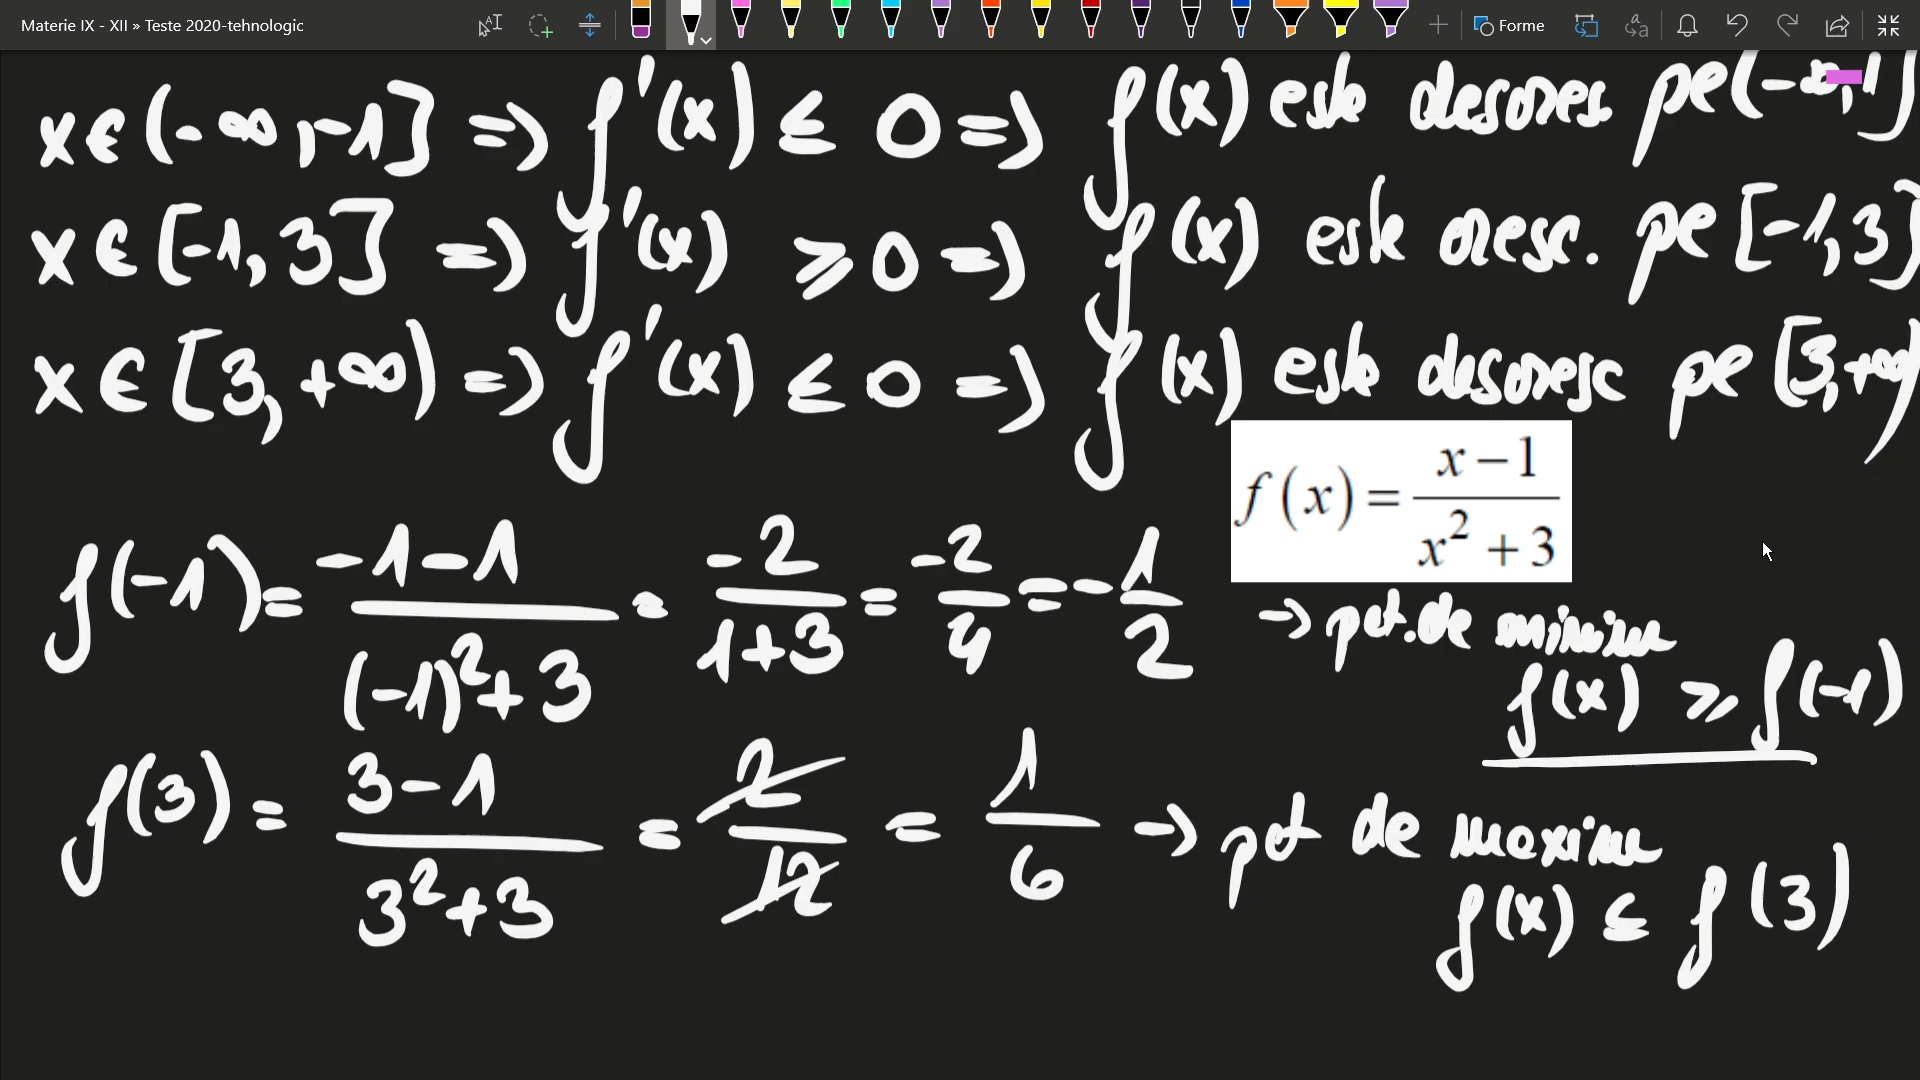 Materie IX - XII » Teste 2020-tehnologic
Forme
x∈(-∞,-1] => f'(x) ≤ 0 => f(x) este descresc. pe (-∞,-1]
x∈[-1,3] => f'(x) ≥ 0 => f(x) este cresc. pe [-1,3]
x∈[3,+∞) => f'(x) ≤ 0 => f(x) este descresc pe [3,+∞)
f(x) = (x-1)/(x²+3)
f(-1) = (-1-1)/((-1)²+3) = -2/(1+3) = -2/4 = -1/2 → pct. de minim
f(x) ≥ f(-1)
f(3) = (3-1)/(3²+3) = 2/12 = 1/6 → pct de maxim
f(x) ≤ f(3)